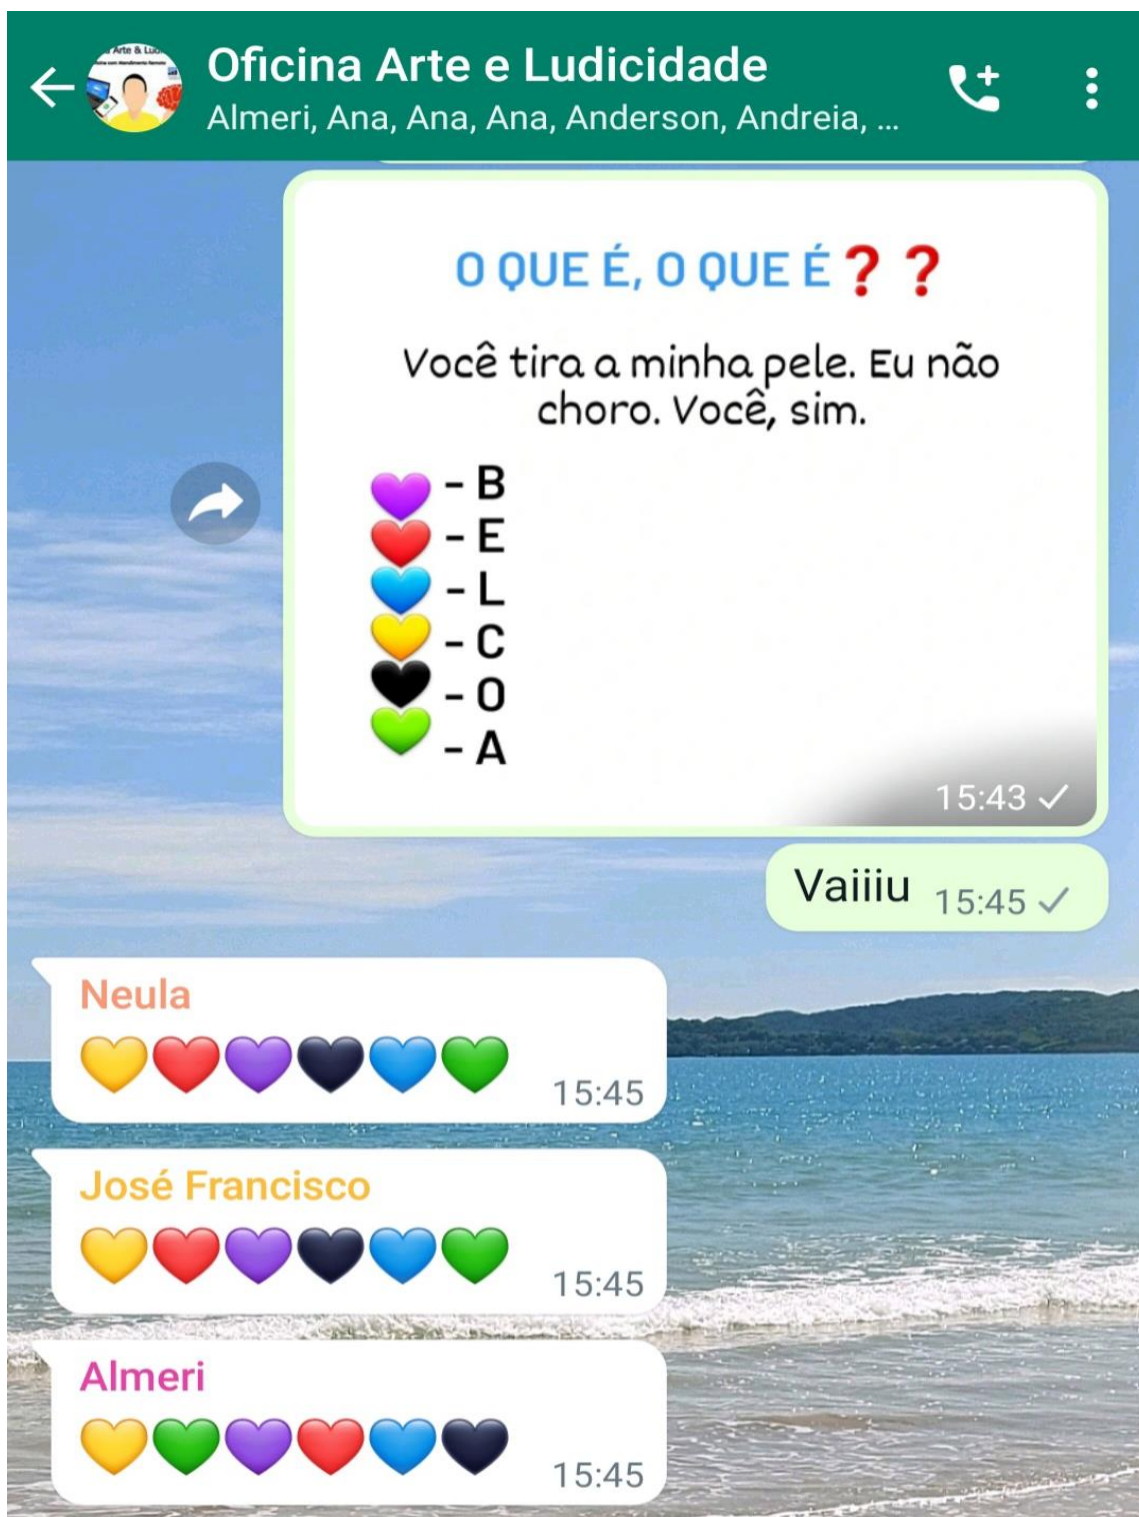 Oficina Arte e Ludicidade
Almeri, Ana, Ana, Ana, Anderson, Andreia, ...
O QUE É, O QUE É❓❓
Você tira a minha pele. Eu não
choro. Você, sim.
💜 - B
❤️ - E
💙 - L
💛 - C
🖤 - O
💚 - A
15:43
Vaiiiu 15:45
Neula
💛❤️💜🖤💙💚 15:45
José Francisco
💛❤️💜🖤💙💚 15:45
Almeri
💛💚💜❤️💙🖤 15:45